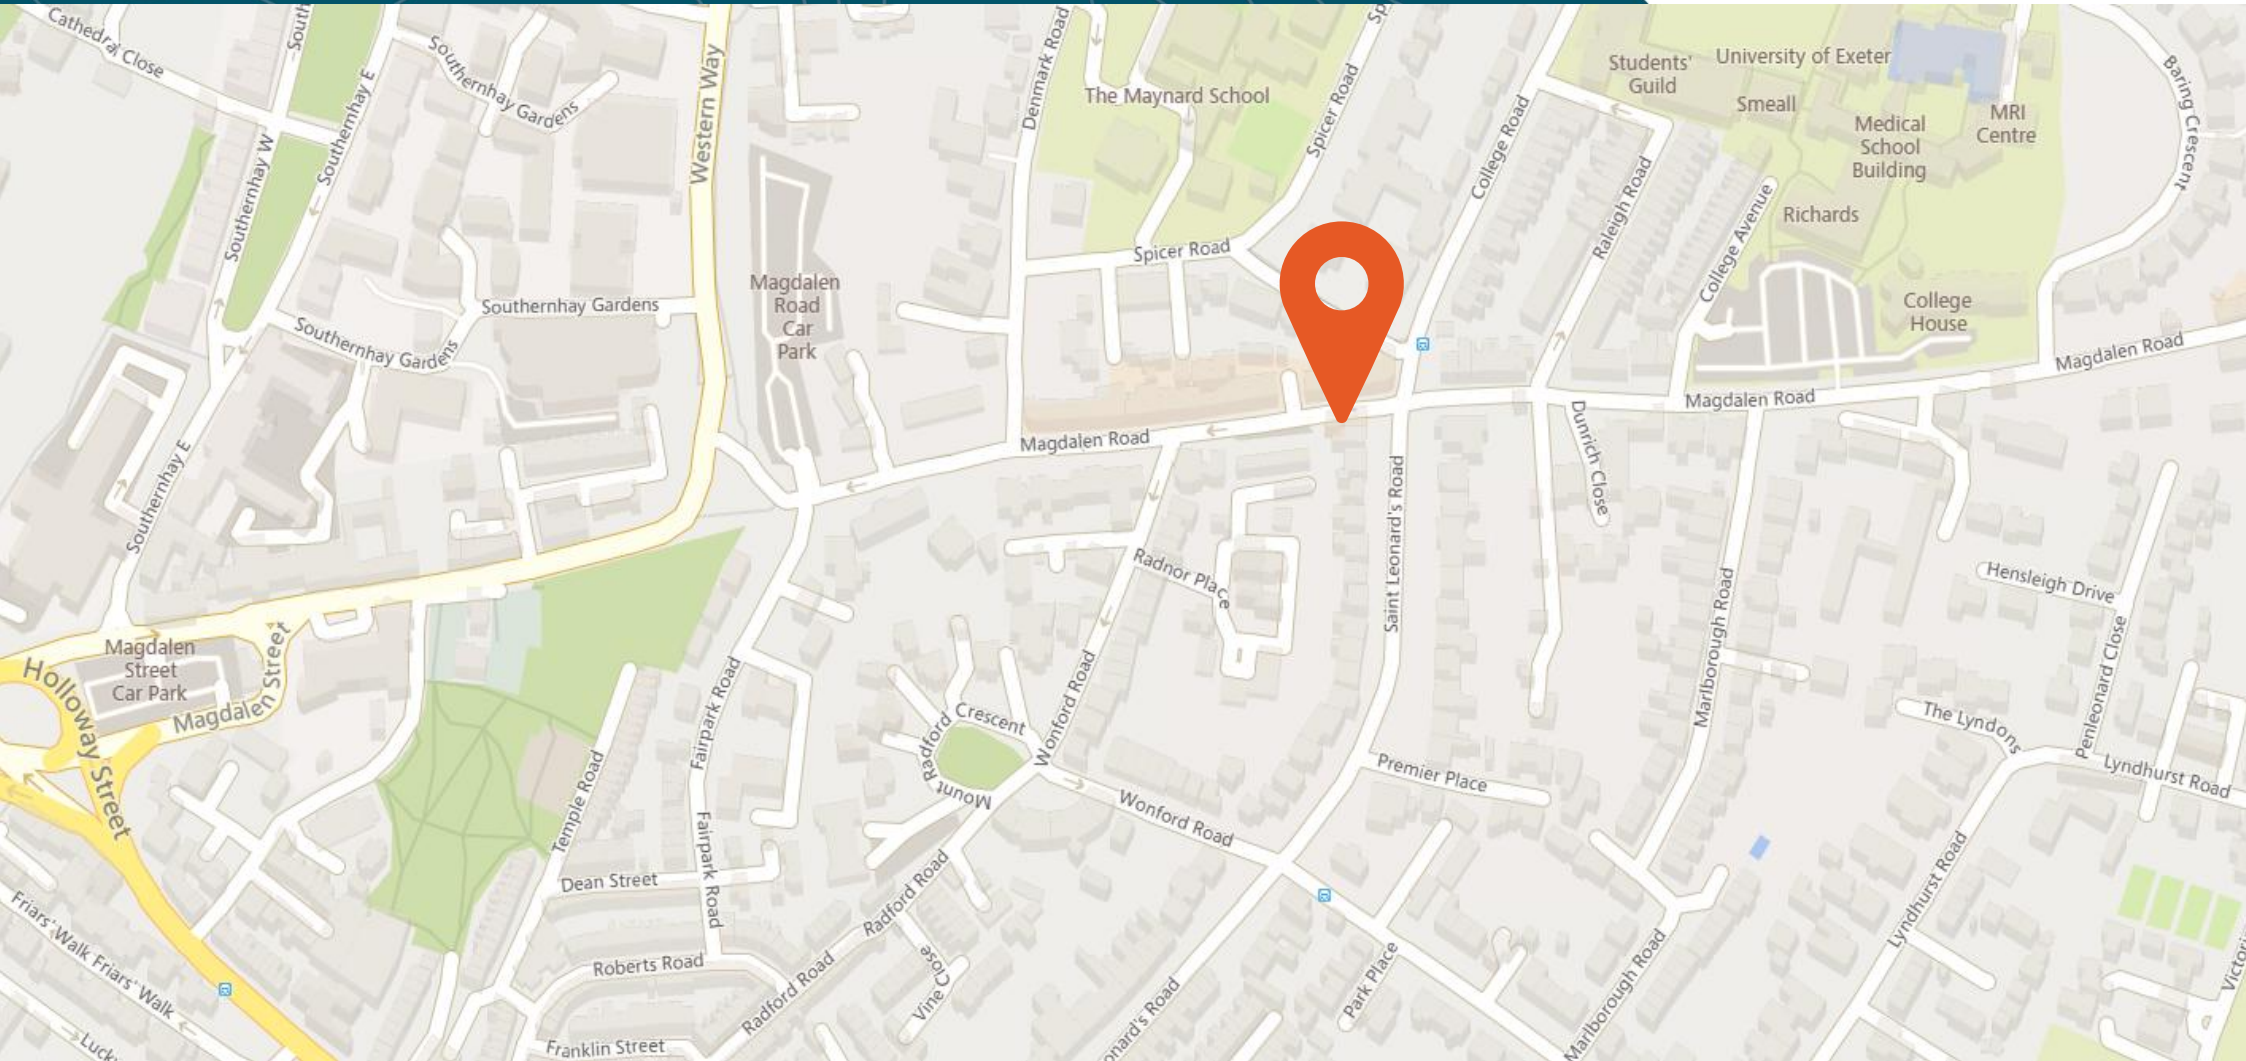 Cathedral Close
South
Southernhay E
Southernhay Gardens
Western Way
Denmark Road
The Maynard School
Spicer Road
Sp
College Road
Students'
Guild
University of Exeter
Smeall
Medical
School
Building
MRI
Centre
Baring Crescent
Southernhay W
Raleigh Road
College Avenue
Richards
Spicer Road
Magdalen
Road
Car
Park
Southernhay Gardens
Southernhay Gardens
College
House
Magdalen Road
Magdalen Road
Magdalen Road
Dunrich Close
Southernhay E
Saint Leonard's Road
Radnor Place
Marlborough Road
Hensleigh Drive
Penleonard Close
Magdalen
Street
Car Park
Magdalen Street
Holloway Street
Fairpark Road
Wonford Road
Mount Radford Crescent
The Lyndons
Lyndhurst Road
Premier Place
Wonford Road
Temple Road
Fairpark Road
Dean Street
Radford Road
Lyndhurst Road
Friars' Walk
Friars' Walk
Roberts Road
Radford Road
Vine Close
Park Place
Marlborough Road
Victori
onard's Road
Franklin Street
Lucky